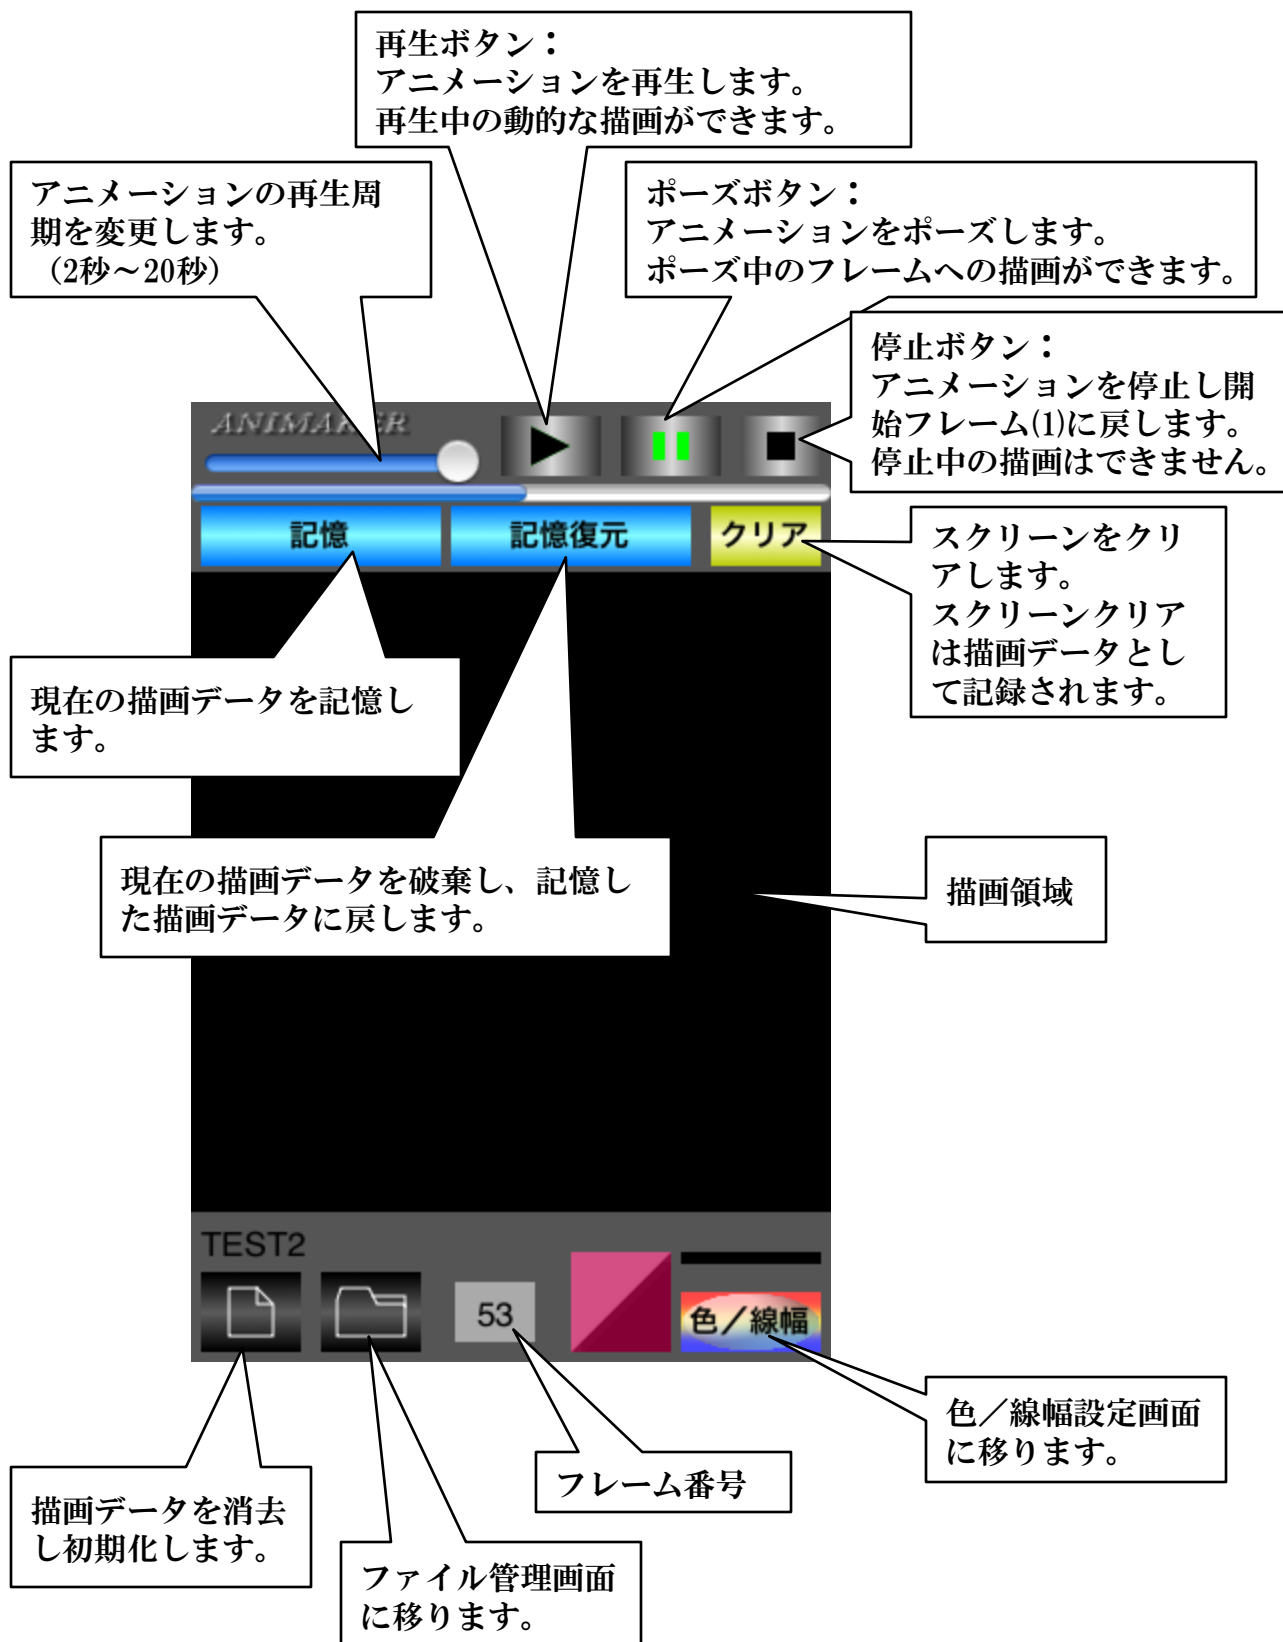 再生ボタン：
アニメーションを再生します。
再生中の動的な描画ができます。
アニメーションの再生周
期を変更します。
（2秒〜20秒）
ポーズボタン：
アニメーションをポーズします。
ポーズ中のフレームへの描画ができます。
停止ボタン：
アニメーションを停止し開
始フレーム(1)に戻します。
停止中の描画はできません。
ANIMAKER
記憶
記憶復元
クリア
スクリーンをクリ
アします。
スクリーンクリア
は描画データとし
て記録されます。
現在の描画データを記憶し
ます。
現在の描画データを破棄し、記憶し
た描画データに戻します。
描画領域
TEST2
53
色／線幅
色／線幅設定画面
に移ります。
フレーム番号
描画データを消去
し初期化します。
ファイル管理画面
に移ります。